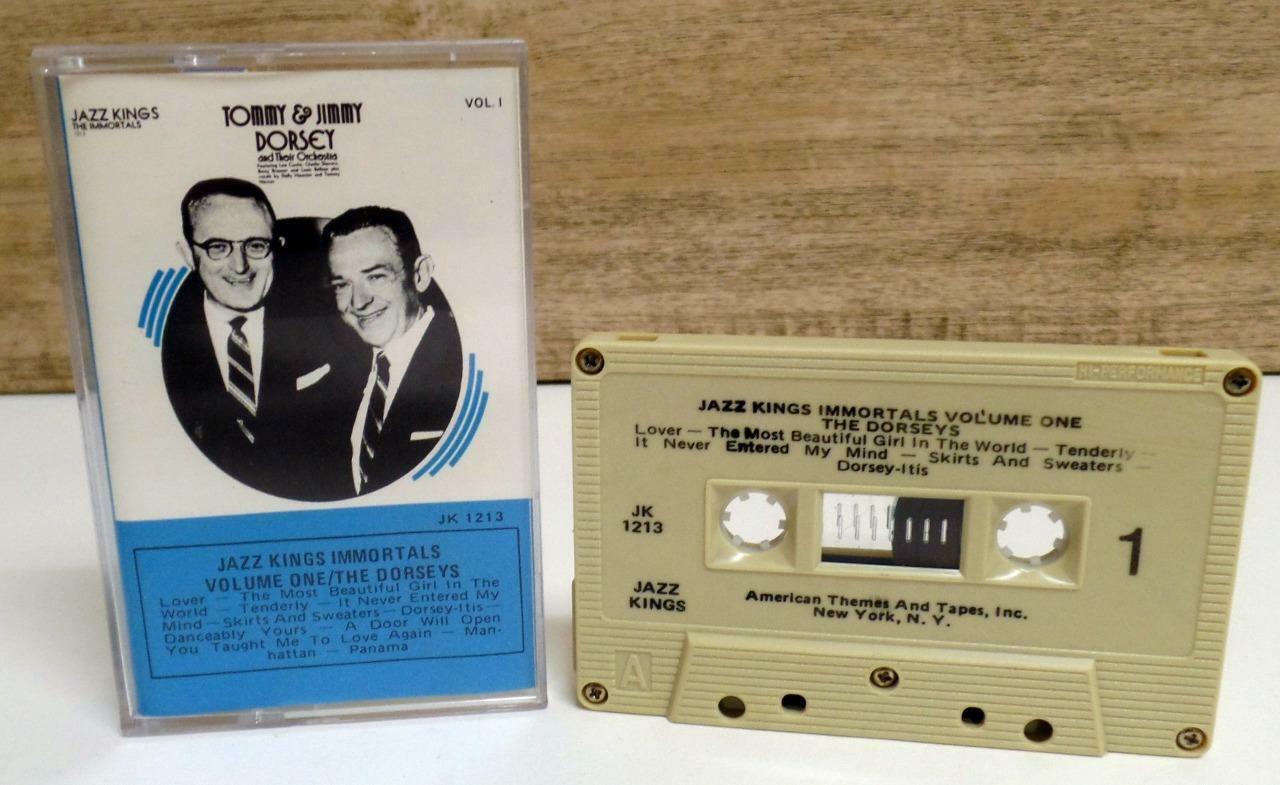 JAZZ KINGS
THE IMMORTALS
TOMMY & JIMMY
DORSEY
and Their Orchestra
VOL. I
JK 1213
JAZZ KINGS IMMORTALS
VOLUME ONE/THE DORSEYS
Lover — The Most Beautiful Girl In The
World — Tenderly — It Never Entered My
Mind — Skirts And Sweaters — Dorsey-Itis —
Danceably Yours — A Door Will Open
You Taught Me To Love Again — Man-
hattan — Panama
HI-PERFORMANCE
JAZZ KINGS IMMORTALS VOLUME ONE
THE DORSEYS
Lover — The Most Beautiful Girl In The World — Tenderly —
It Never Entered My Mind — Skirts And Sweaters —
Dorsey-Itis
JK
1213
1
JAZZ
KINGS
American Themes And Tapes, Inc.
New York, N. Y.
A